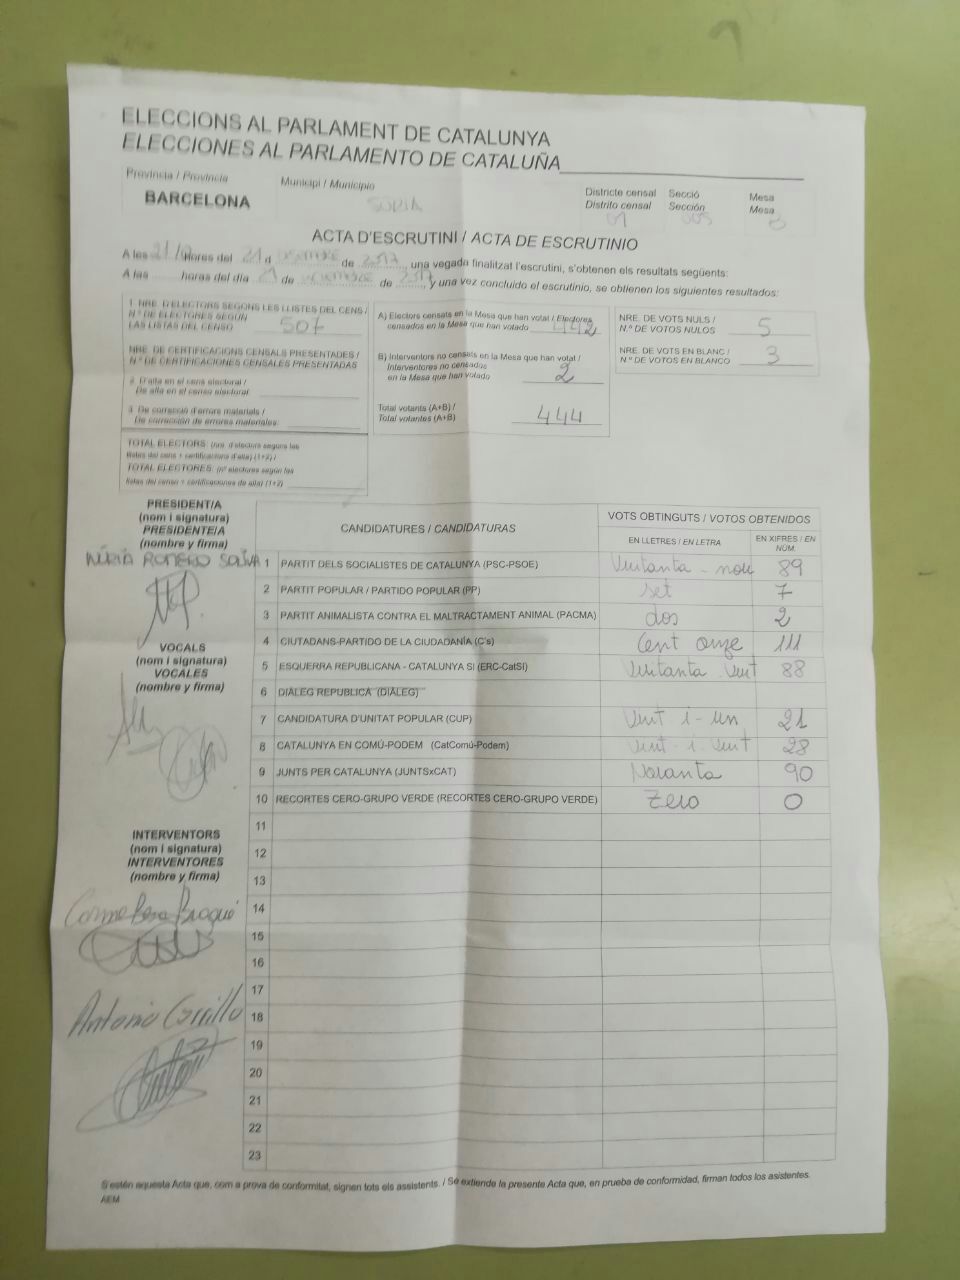 ELECCIONS AL PARLAMENT DE CATALUNYA
ELECCIONES AL PARLAMENTO DE CATALUÑA
Provincia / Provincia
BARCELONA
Municipi / Municipio
SÚRIA
Districte censal Secció Mesa
Distrito censal Sección Mesa
01 005 B
ACTA D'ESCRUTINI / ACTA DE ESCRUTINIO
A les 21 hores del 21 d desembre de 2017, una vegada finalitzat l'escrutini, s'obtenen els resultats següents:
A las horas del día 21 de diciembre de 2017, y una vez concluido el escrutinio, se obtienen los siguientes resultados:
1. NRE. D'ELECTORS SEGONS LES LLISTES DEL CENS /
N.º DE ELECTORES SEGÚN
LAS LISTAS DEL CENSO 507
NRE. DE CERTIFICACIONS CENSALS PRESENTADES /
N.º DE CERTIFICACIONES CENSALES PRESENTADAS
2. D'alta en el cens electoral /
De alta en el censo electoral
3. De correcció d'errors materials /
De corrección de errores materiales
TOTAL ELECTORS: (nre. d'electors segons les
llistes del cens + certificacions d'alta) (1+2) /
TOTAL ELECTORES: (nº electores según las
listas del censo + certificaciones de alta) (1+2)
A) Electors censats en la Mesa que han votat / Electores
censados en la Mesa que han votado 442
B) Interventors no censats en la Mesa que han votat /
Interventores no censados
en la Mesa que han votado 2
Total votants (A+B) /
Total votantes (A+B) 444
NRE. DE VOTS NULS /
N.º DE VOTOS NULOS 5
NRE. DE VOTS EN BLANC /
N.º DE VOTOS EN BLANCO 3
PRESIDENT/A
(nom i signatura)
PRESIDENTE/A
(nombre y firma)
NÚRIA ROMERO SOLIVA
VOCALS
(nom i signatura)
VOCALES
(nombre y firma)
INTERVENTORS
(nom i signatura)
INTERVENTORES
(nombre y firma)
Antonio Carrillo
CANDIDATURES / CANDIDATURAS
VOTS OBTINGUTS / VOTOS OBTENIDOS
EN LLETRES / EN LETRA
EN XIFRES / EN
NÚM.
1 PARTIT DELS SOCIALISTES DE CATALUNYA (PSC-PSOE) Vuitanta-nou 89
2 PARTIT POPULAR / PARTIDO POPULAR (PP) set 7
3 PARTIT ANIMALISTA CONTRA EL MALTRACTAMENT ANIMAL (PACMA) dos 2
4 CIUTADANS-PARTIDO DE LA CIUDADANÍA (C's) Cent onze 111
5 ESQUERRA REPUBLICANA - CATALUNYA SÍ (ERC-CatSí) Vuitanta-vuit 88
6 DIÀLEG REPUBLICÀ (DIÀLEG)
7 CANDIDATURA D'UNITAT POPULAR (CUP) Vint-i-un 21
8 CATALUNYA EN COMÚ-PODEM (CatComú-Podem) Vint-i-vuit 28
9 JUNTS PER CATALUNYA (JUNTSxCAT) Noranta 90
10 RECORTES CERO-GRUPO VERDE (RECORTES CERO-GRUPO VERDE) Zero 0
11
12
13
14
15
16
17
18
19
20
21
22
23
S'estén aquesta Acta que, com a prova de conformitat, signen tots els assistents. / Se extiende la presente Acta que, en prueba de conformidad, firman todos los asistentes.
AEM